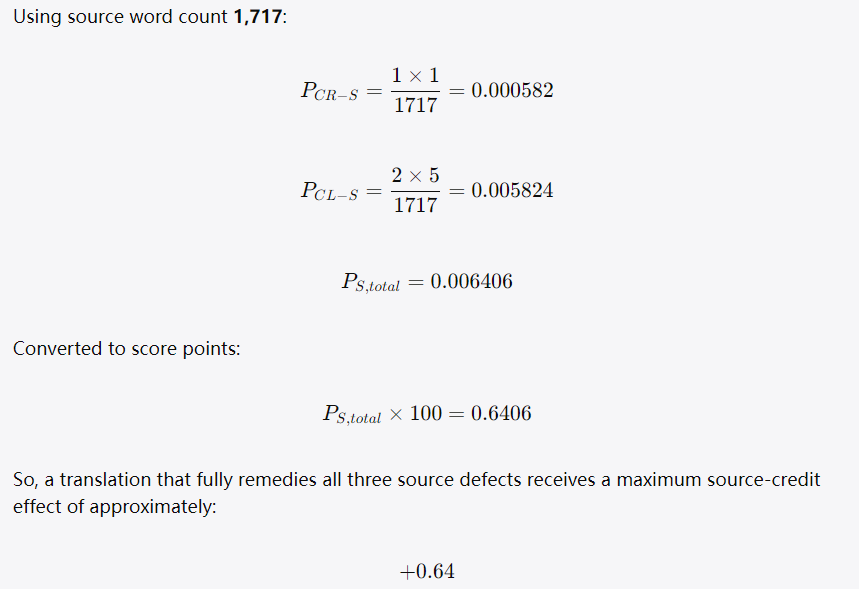 Using source word count 1,717:
P_{CR-S} = \frac{1 × 1}{1717} = 0.000582
P_{CL-S} = \frac{2 × 5}{1717} = 0.005824
P_{S,total} = 0.006406
Converted to score points:
P_{S,total} × 100 = 0.6406
So, a translation that fully remedies all three source defects receives a maximum source-credit
effect of approximately:
+0.64